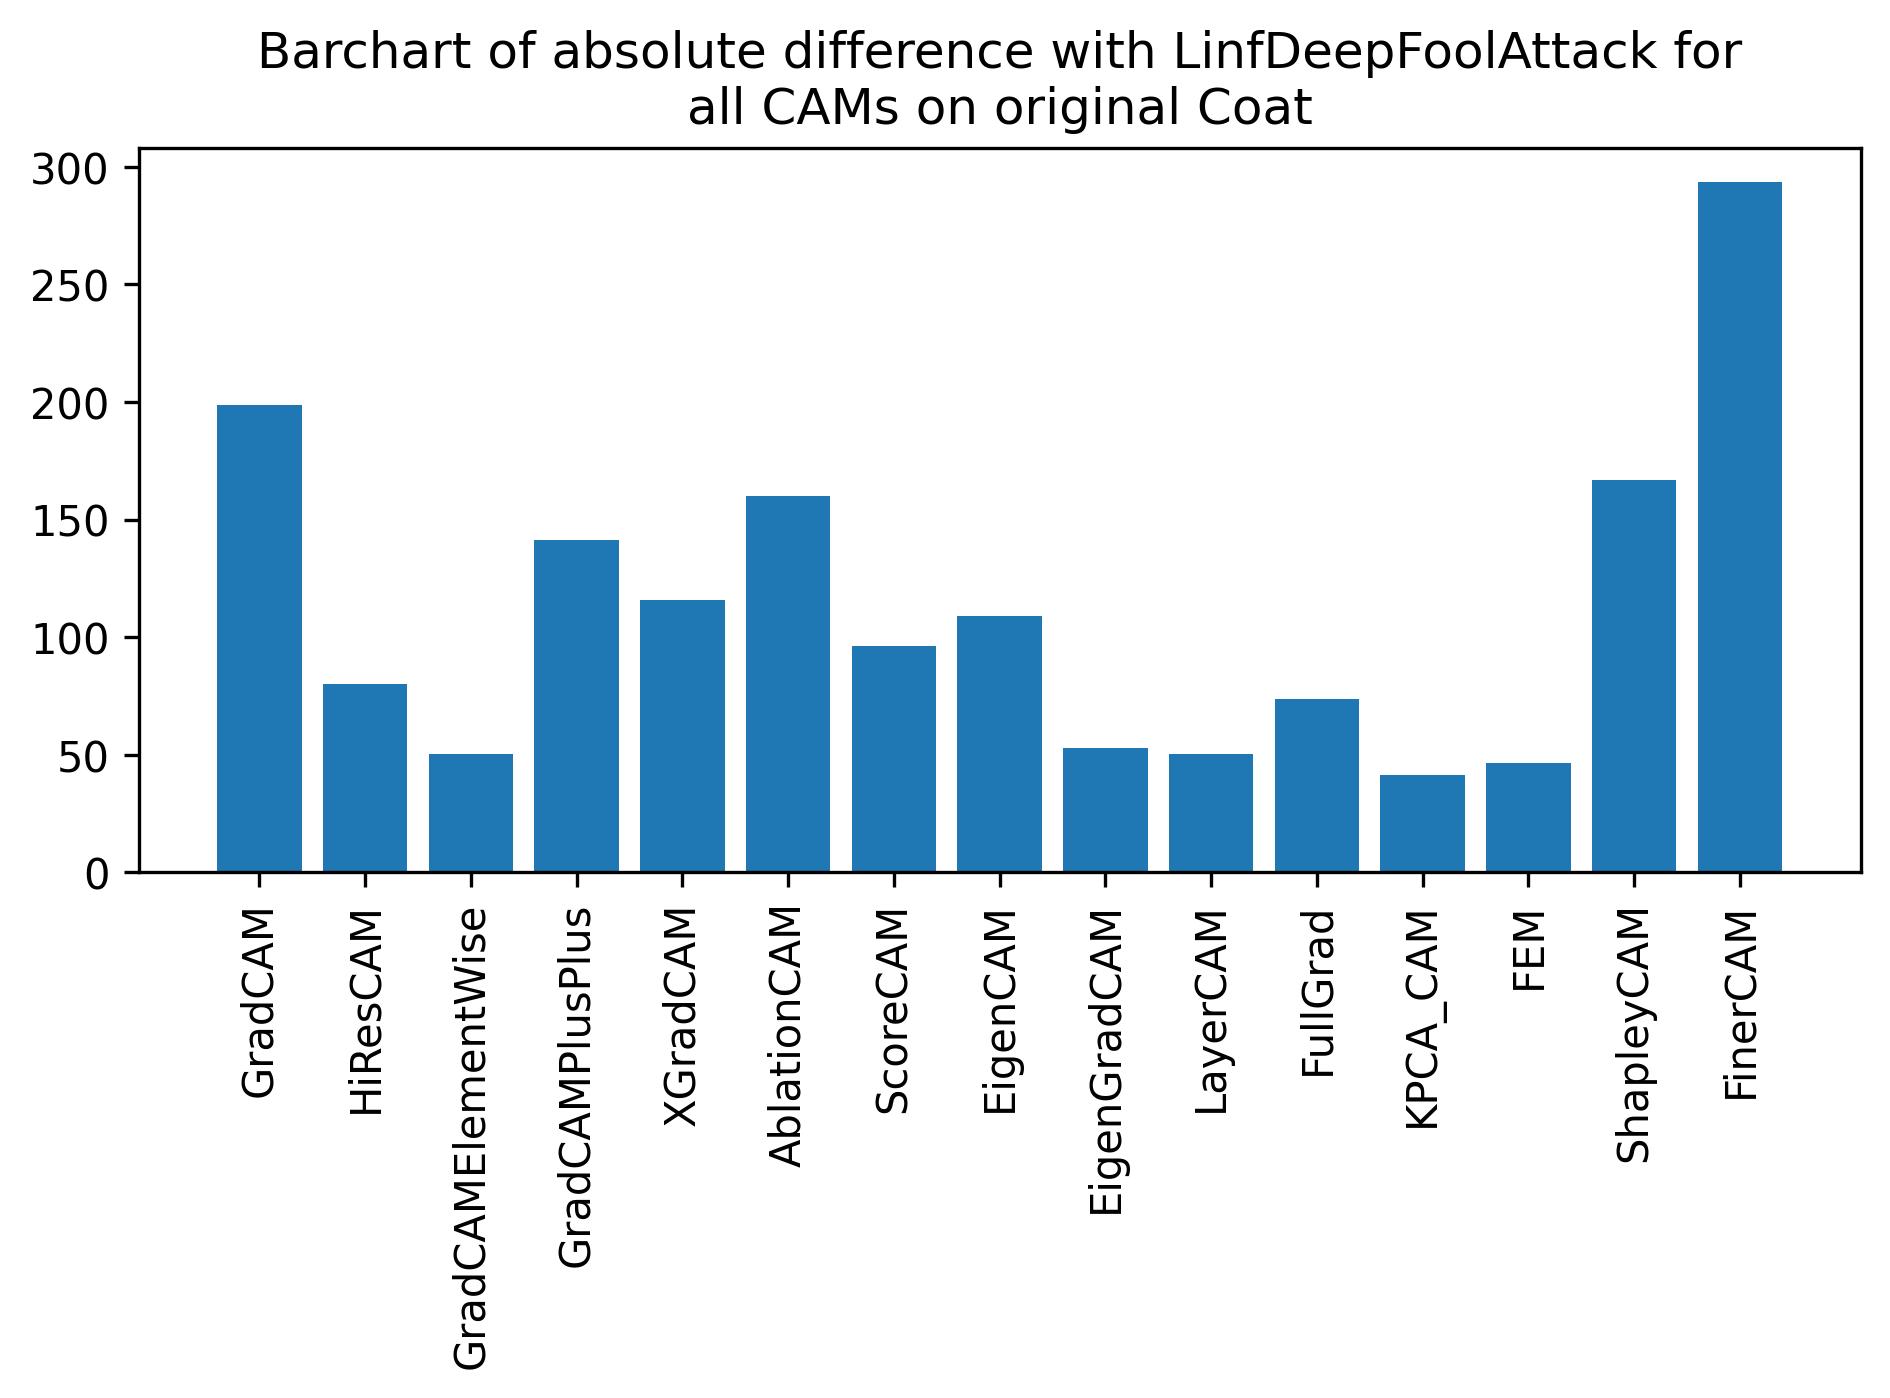 Barchart of absolute difference with LinfDeepFoolAttack for
all CAMs on original Coat
300
250
200
150
100
50
0
GradCAM
HiResCAM
GradCAMElementWise
GradCAMPlusPlus
XGradCAM
AblationCAM
ScoreCAM
EigenCAM
EigenGradCAM
LayerCAM
FullGrad
KPCA_CAM
FEM
ShapleyCAM
FinerCAM